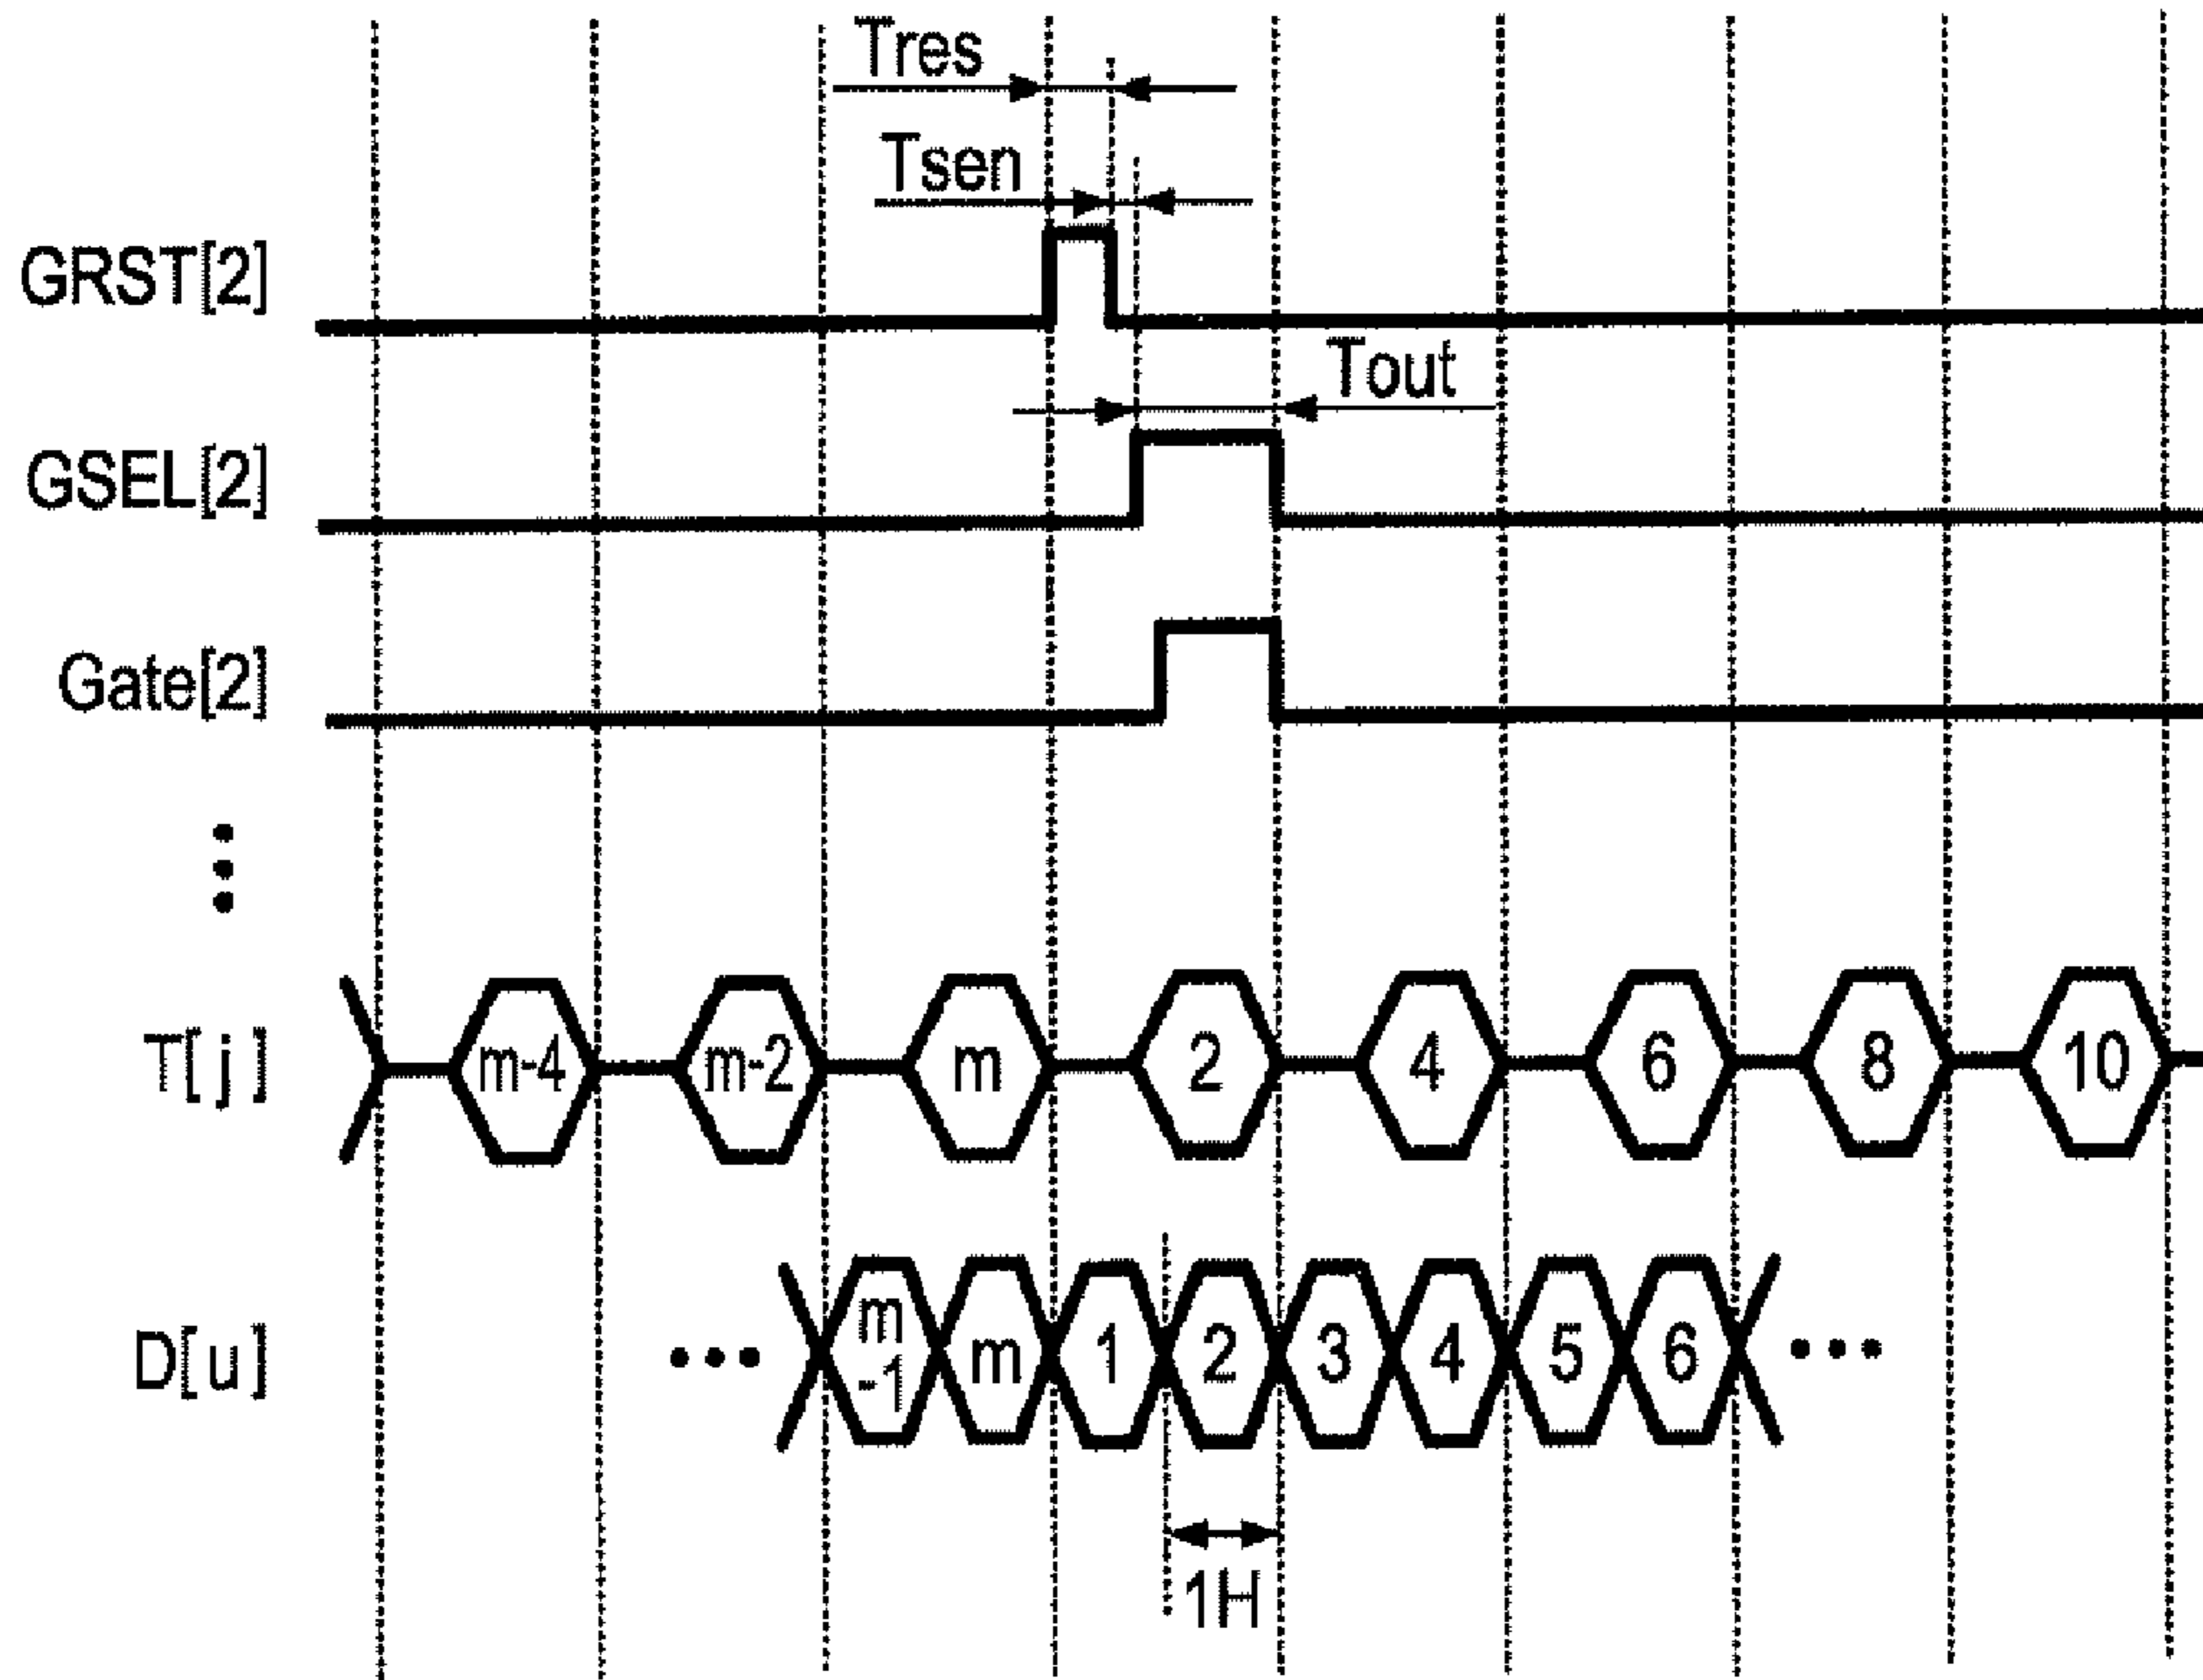 Tres
Tsen
GRST[2]
Tout
GSEL[2]
Gate[2]
T[j] m-4 m-2 m 2 4 6 8 10
D[u] ••• m-1 m 1 2 3 4 5 6 •••
1H